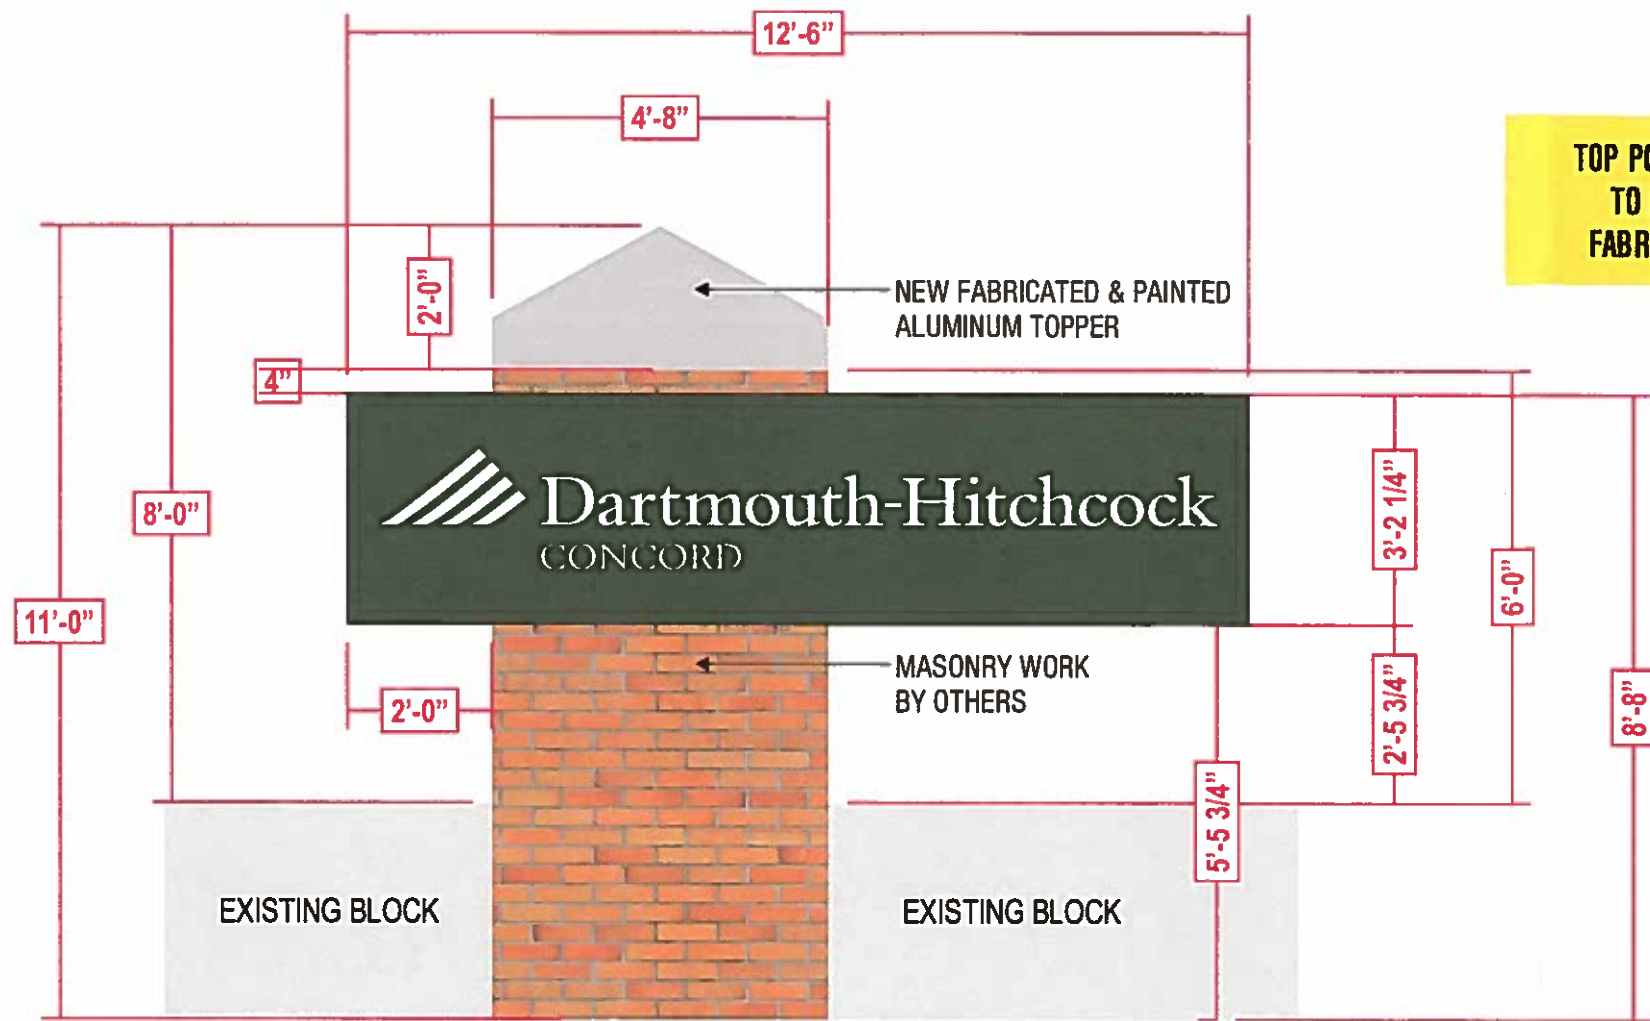 12'-6"
4'-8"
TOP
TO
2'-0"
NEW FABRICATED & PAINTED
ALUMINUM TOPPER
4"
Dartmouth-Hitchcock
CONCORD
3'-2 1/4"
8'-0"
6'-0"
11'-0"
MASONRY WORK
BY OTHERS
2'-0"
2'-5 3/4"
8'-8"
5'-5 3/4"
EXISTING BLOCK
EXISTING BLOCK